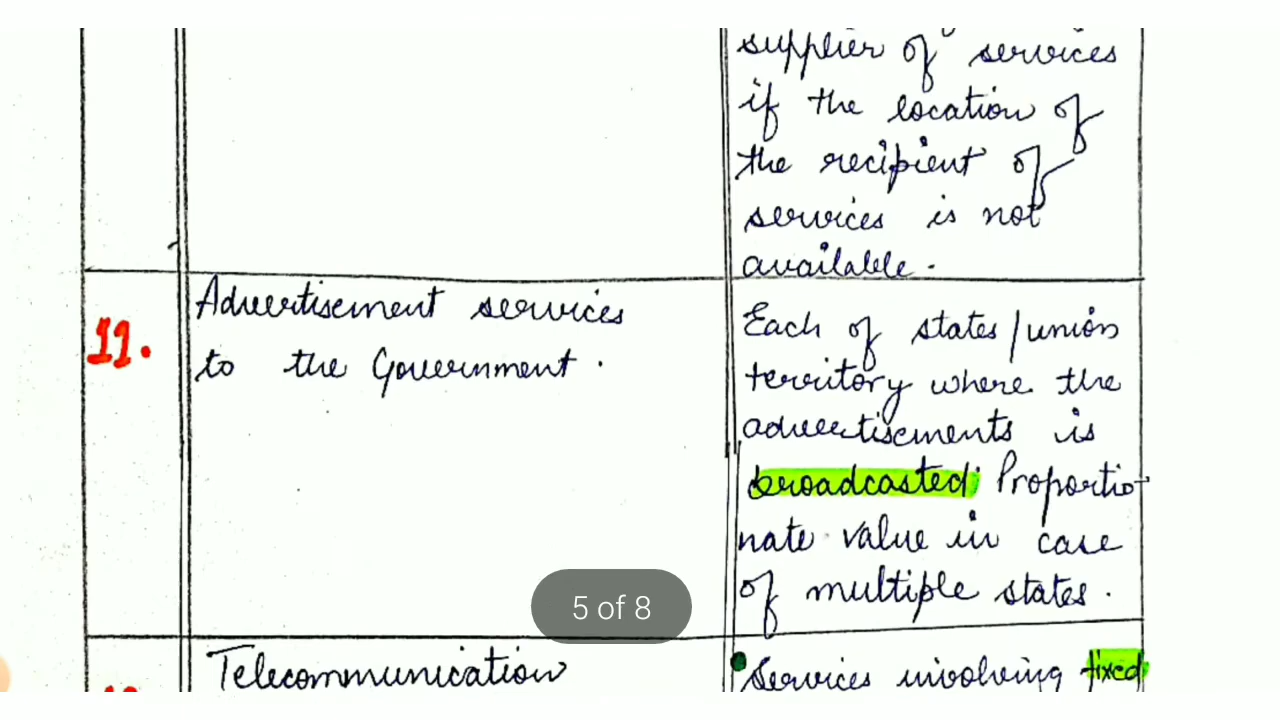 supplier of services
if the location of
the recipient of
services is not
available.
11.
Advertisement services
to the Government.
Each of states/union
territory where the
advertisements is
broadcasted. Proportio-
nate value in case
of multiple states.
5 of 8
Telecommunication
Services involving fixed